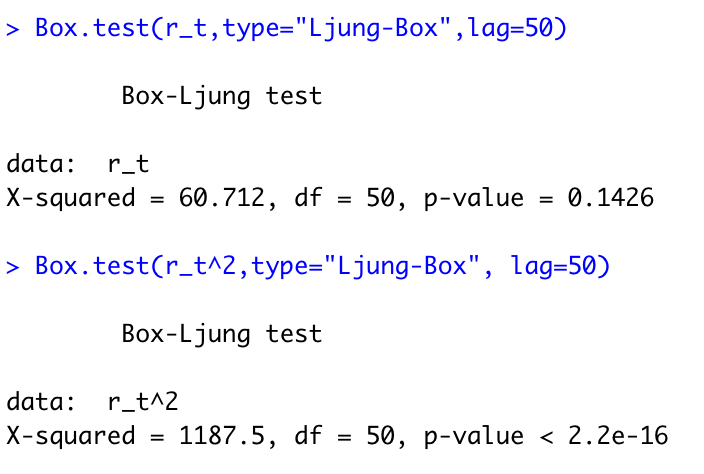 > Box.test(r_t,type="Ljung-Box",lag=50)
Box-Ljung test
data:  r_t
X-squared = 60.712, df = 50, p-value = 0.1426
> Box.test(r_t^2,type="Ljung-Box", lag=50)
Box-Ljung test
data:  r_t^2
X-squared = 1187.5, df = 50, p-value < 2.2e-16